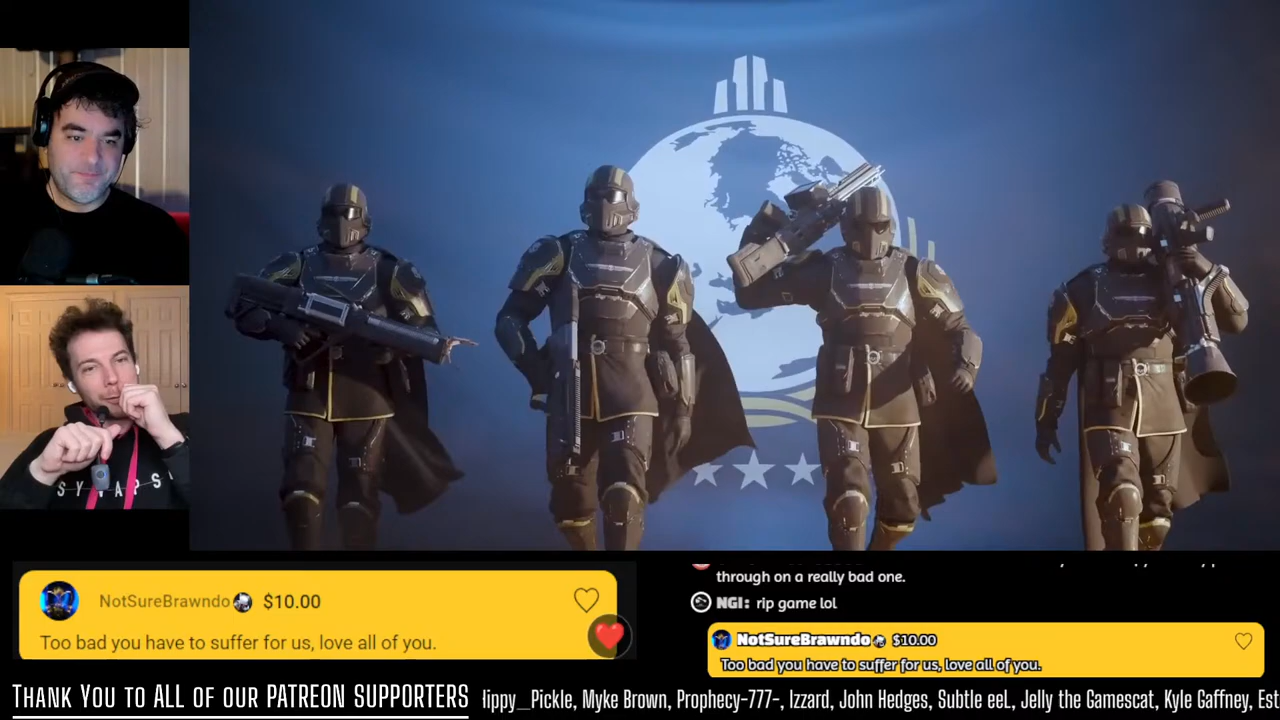 SYNAPS
NotSureBrawndo $10.00
Too bad you have to suffer for us, love all of you.
through on a really bad one.
NGI: rip game lol
NotSureBrawndo $10.00
Too bad you have to suffer for us, love all of you.
THANK YOU TO ALL OF OUR PATREON SUPPORTERS
lippy_Pickle, Myke Brown, Prophecy-777-, Izzard, John Hedges, Subtle eeL, Jelly the Gamescat, Kyle Gaffney, Est